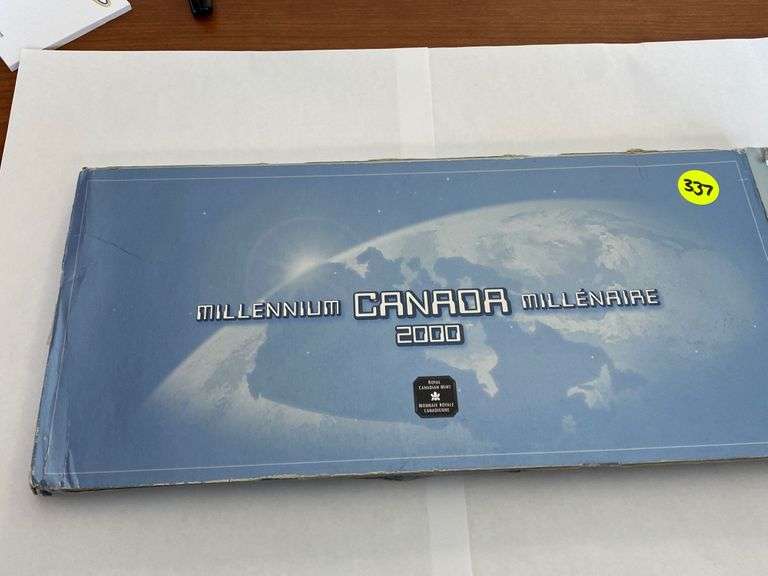 337
MILLENNIUM CANADA MILLÉNAIRE
2000
ROYAL
CANADIAN MINT
MONNAIE ROYALE
CANADIENNE